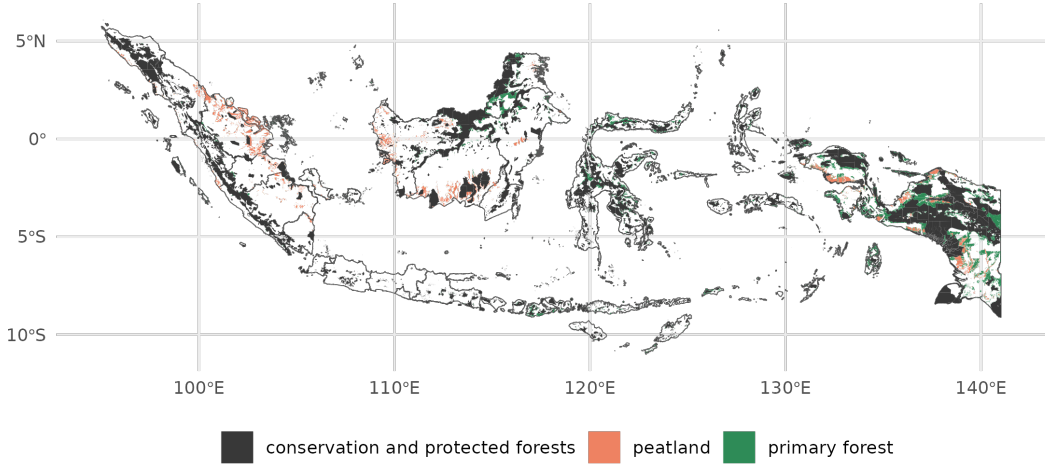 5°N
0°
5°S
10°S
100°E
110°E
120°E
130°E
140°E
conservation and protected forests
peatland
primary forest